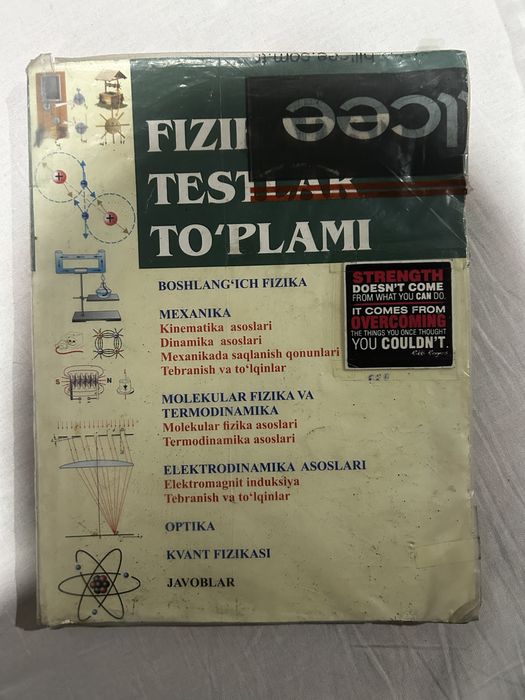 FIZIK
TESTLAR
TO‘PLAMI
BOSHLANG‘ICH FIZIKA
MEXANIKA
Kinematika asoslari
Dinamika asoslari
Mexanikada saqlanish qonunlari
Tebranish va to‘lqinlar
MOLEKULAR FIZIKA VA
TERMODINAMIKA
Molekular fizika asoslari
Termodinamika asoslari
ELEKTRODINAMIKA ASOSLARI
Elektromagnit induksiya
Tebranish va to‘lqinlar
OPTIKA
KVANT FIZIKASI
JAVOBLAR
STRENGTH
DOESN'T COME
FROM WHAT YOU CAN DO.
IT COMES FROM
OVERCOMING
THE THINGS YOU ONCE THOUGHT
YOU COULDN'T.
Rikki Rogers
N